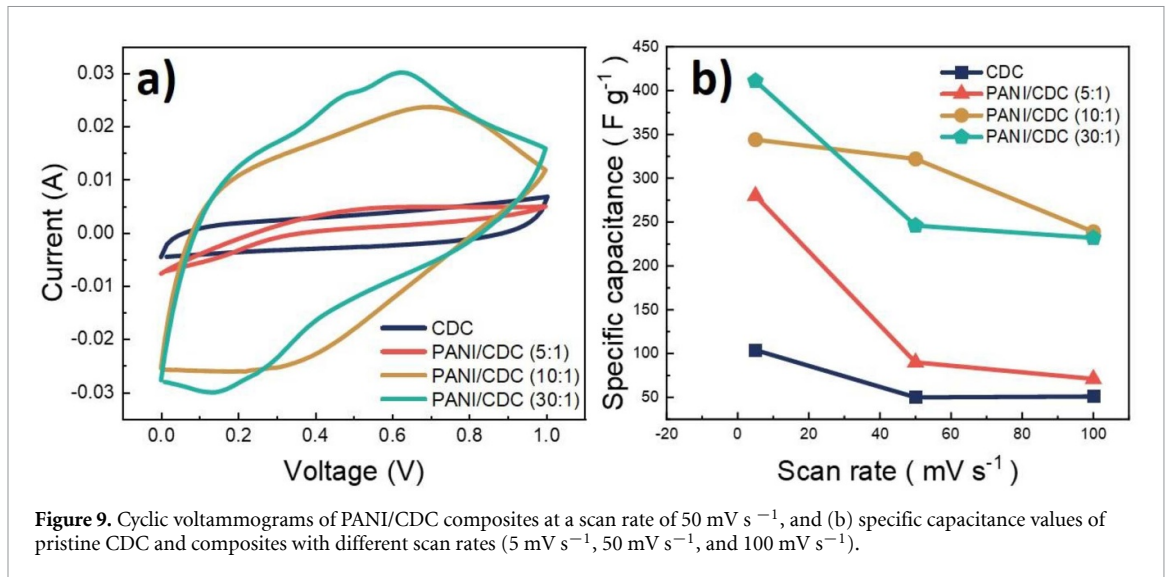 a)
0.03
0.02
0.01
0.00
-0.01
-0.02
-0.03
Current (A)
CDC
PANI/CDC (5:1)
PANI/CDC (10:1)
PANI/CDC (30:1)
0.0 0.2 0.4 0.6 0.8 1.0
Voltage (V)
b)
450
400
350
300
250
200
150
100
50
Specific capacitance ( F g⁻¹ )
CDC
PANI/CDC (5:1)
PANI/CDC (10:1)
PANI/CDC (30:1)
-20 0 20 40 60 80 100
Scan rate ( mV s⁻¹ )
Figure 9. Cyclic voltammograms of PANI/CDC composites at a scan rate of 50 mV s ⁻¹, and (b) specific capacitance values of
pristine CDC and composites with different scan rates (5 mV s⁻¹, 50 mV s⁻¹, and 100 mV s⁻¹).